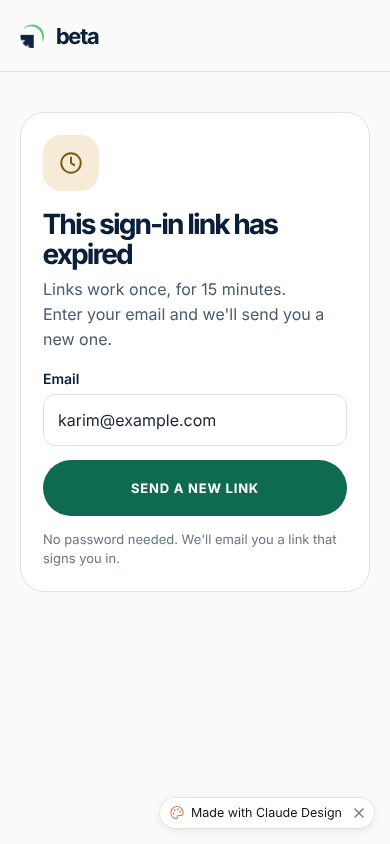 beta
This sign-in link has
expired
Links work once, for 15 minutes.
Enter your email and we'll send you a
new one.
Email
karim@example.com
SEND A NEW LINK
No password needed. We'll email you a link that
signs you in.
Made with Claude Design